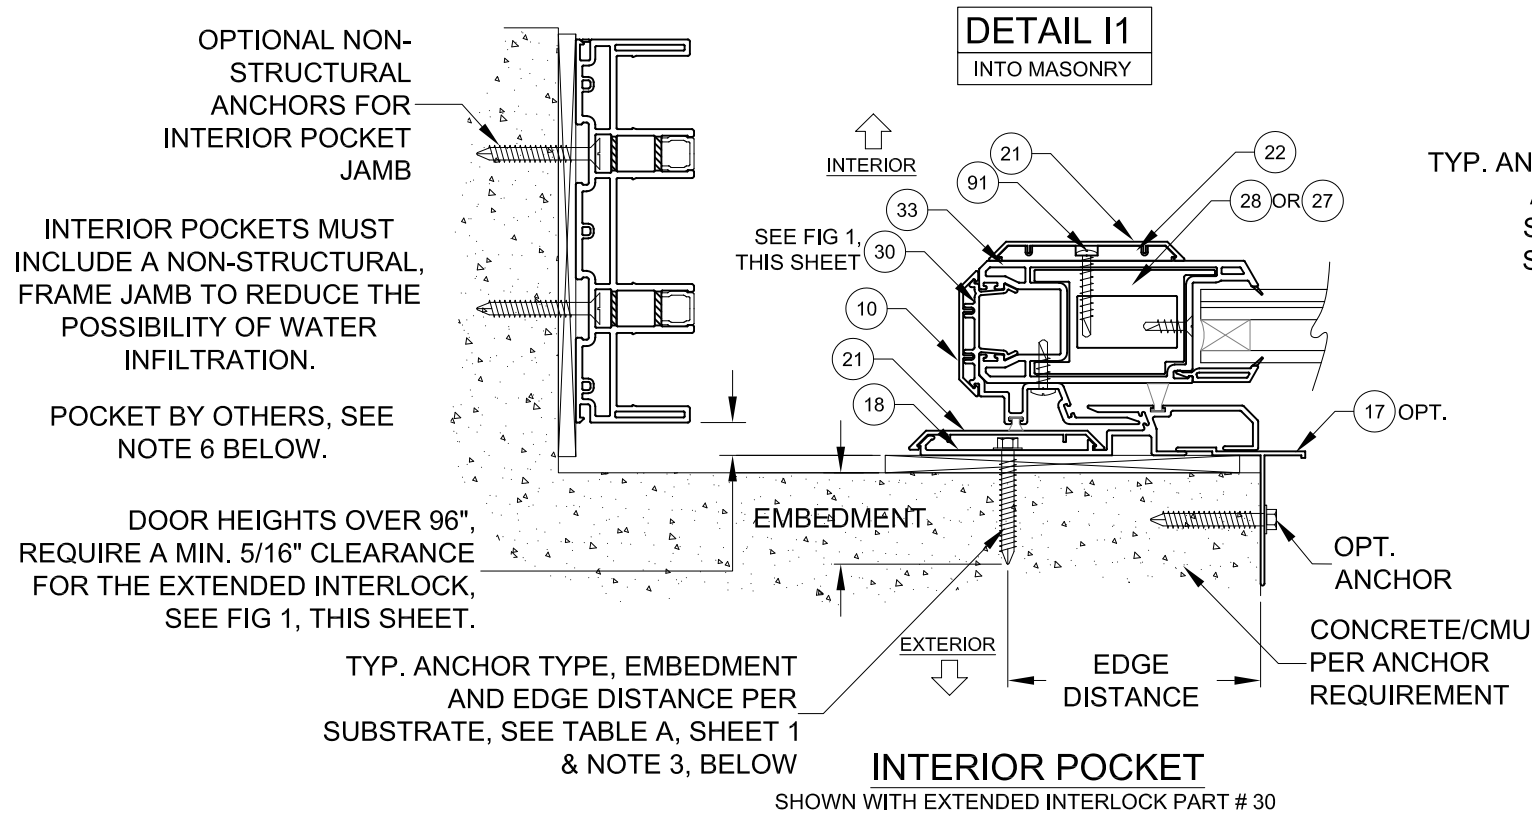 DETAIL I1
INTO MASONRY
OPTIONAL NON-
STRUCTURAL
ANCHORS FOR
INTERIOR POCKET
JAMB
INTERIOR POCKETS MUST
INCLUDE A NON-STRUCTURAL,
FRAME JAMB TO REDUCE THE
POSSIBILITY OF WATER
INFILTRATION.
POCKET BY OTHERS, SEE
NOTE 6 BELOW.
DOOR HEIGHTS OVER 96",
REQUIRE A MIN. 5/16" CLEARANCE
FOR THE EXTENDED INTERLOCK,
SEE FIG 1, THIS SHEET.
TYP. ANCHOR TYPE, EMBEDMENT
AND EDGE DISTANCE PER
SUBSTRATE, SEE TABLE A, SHEET 1
& NOTE 3, BELOW
INTERIOR
21
22
91
28 OR 27
33
SEE FIG 1,
THIS SHEET
30
10
21
18
17 OPT.
EMBEDMENT
OPT.
ANCHOR
EXTERIOR
EDGE
DISTANCE
CONCRETE/CMU
PER ANCHOR
REQUIREMENT
TYP. AN
S
S
INTERIOR POCKET
SHOWN WITH EXTENDED INTERLOCK PART # 30